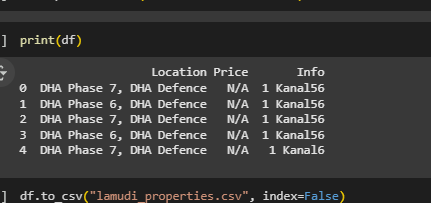 ] print(df)
Location Price Info
0 DHA Phase 7, DHA Defence N/A 1 Kanal56
1 DHA Phase 6, DHA Defence N/A 1 Kanal56
2 DHA Phase 7, DHA Defence N/A 1 Kanal56
3 DHA Phase 6, DHA Defence N/A 1 Kanal56
4 DHA Phase 7, DHA Defence N/A 1 Kanal6
] df.to_csv("lamudi_properties.csv", index=False)